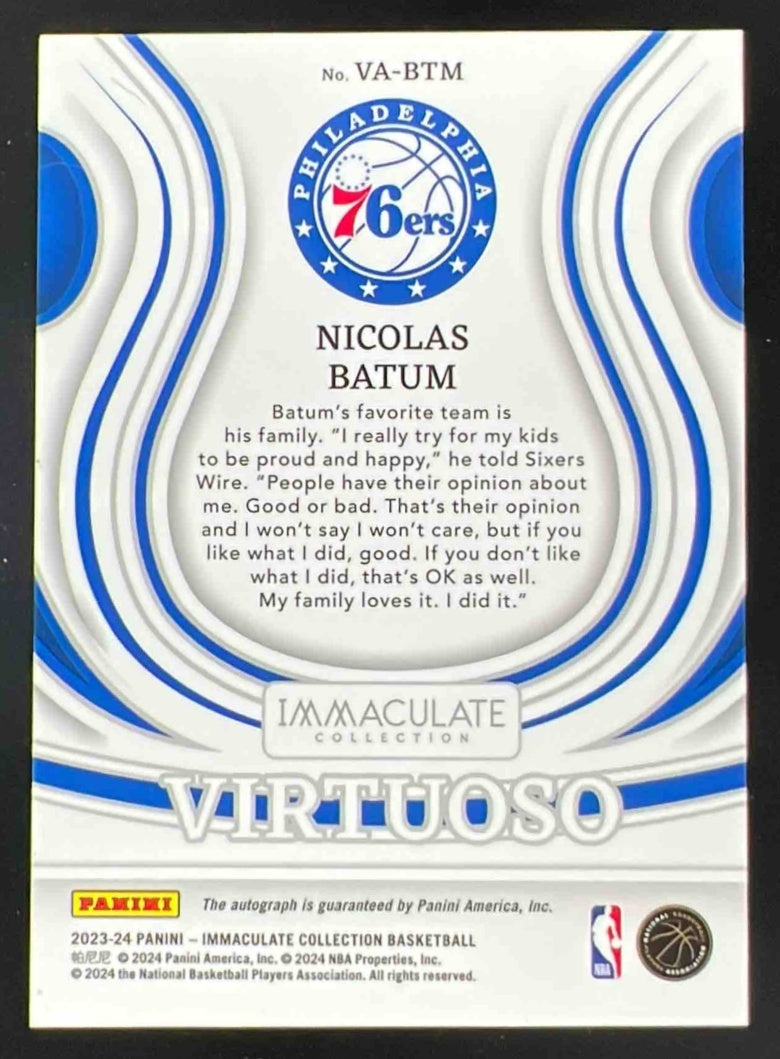 No. VA-BTM
PHILADELPHIA
76ers
NICOLAS
BATUM
Batum's favorite team is
his family. "I really try for my kids
to be proud and happy," he told Sixers
Wire. "People have their opinion about
me. Good or bad. That's their opinion
and I won't say I won't care, but if you
like what I did, good. If you don't like
what I did, that's OK as well.
My family loves it. I did it."
IMMACULATE
COLLECTION
VIRTUOSO
PANINI The autograph is guaranteed by Panini America, Inc.
2023-24 PANINI – IMMACULATE COLLECTION BASKETBALL
帕尼尼 © 2024 Panini America, Inc. © 2024 NBA Properties, Inc.
© 2024 the National Basketball Players Association. All rights reserved.
NBA
NATIONAL BASKETBALL
PLAYERS ASSOCIATION